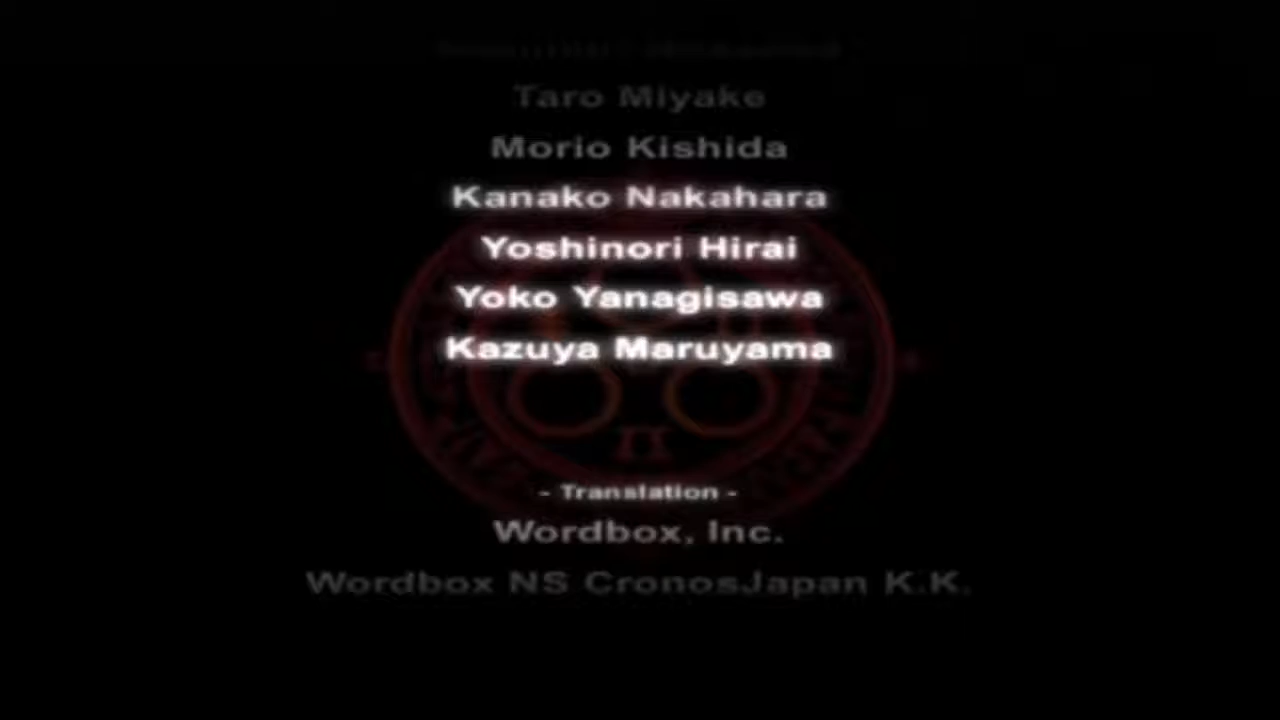 Taro Miyake
Morio Kishida
Kanako Nakahara
Yoshinori Hirai
Yoko Yanagisawa
Kazuya Maruyama
- Translation -
Wordbox, Inc.
Wordbox NS CronosJapan K.K.